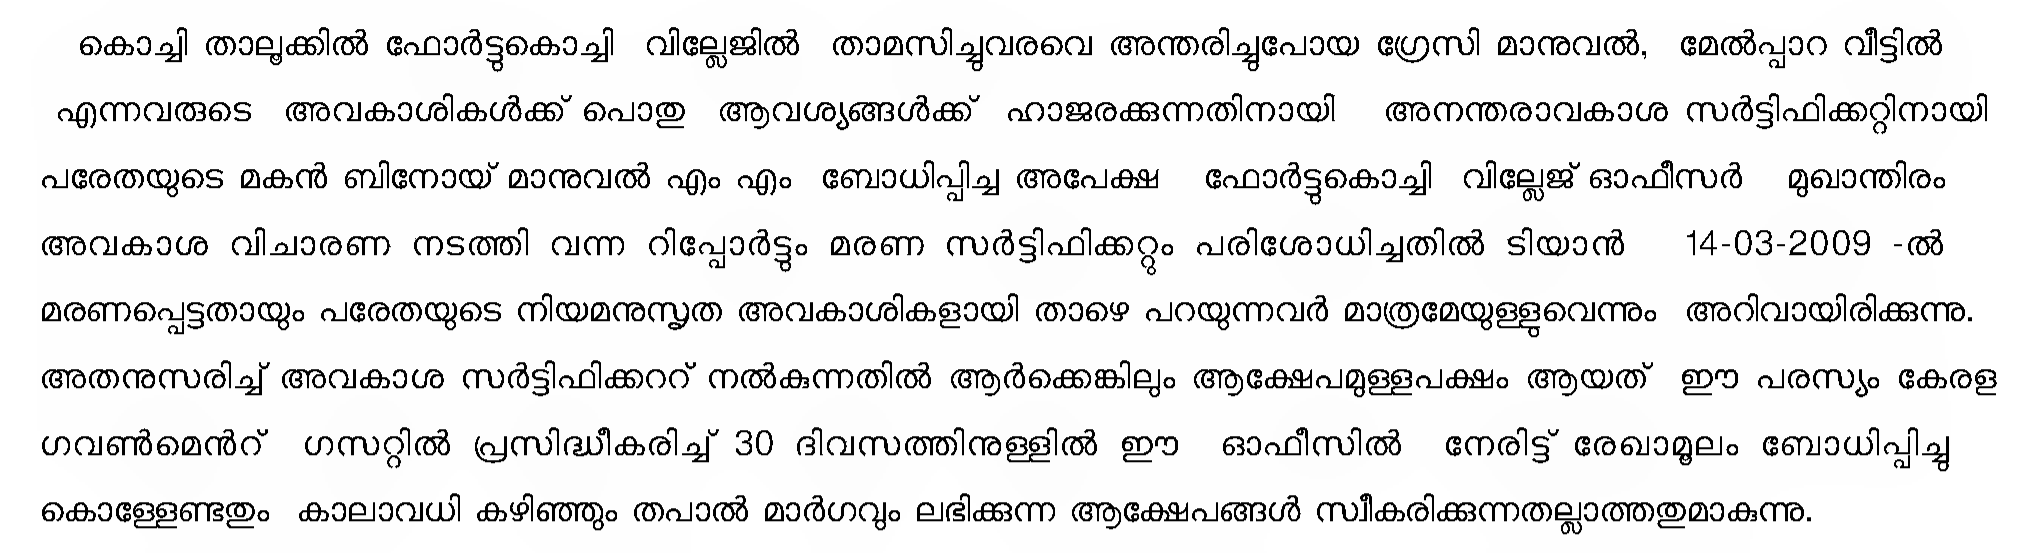 കൊച്ചി താലൂക്കിൽ ഫോർട്ടുകൊച്ചി വില്ലേജിൽ താമസിച്ചുവരവെ അന്തരിച്ചുപോയ ഗ്രേസി മാനുവൽ, മേൽപ്പാറ വീട്ടിൽ
എന്നവരുടെ അവകാശികൾക്ക് പൊതു ആവശ്യങ്ങൾക്ക് ഹാജരക്കുന്നതിനായി അനന്തരാവകാശ സർട്ടിഫിക്കറ്റിനായി
പരേതയുടെ മകൻ ബിനോയ് മാനുവൽ എം എം ബോധിപ്പിച്ച അപേക്ഷ ഫോർട്ടുകൊച്ചി വില്ലേജ് ഓഫീസർ മുഖാന്തിരം
അവകാശ വിചാരണ നടത്തി വന്ന റിപ്പോർട്ടും മരണ സർട്ടിഫിക്കറ്റും പരിശോധിച്ചതിൽ ടിയാൻ 14-03-2009 -ൽ
മരണപ്പെട്ടതായും പരേതയുടെ നിയമനുസൃത അവകാശികളായി താഴെ പറയുന്നവർ മാത്രമേയുള്ളുവെന്നും അറിവായിരിക്കുന്നു.
അതനുസരിച്ച് അവകാശ സർട്ടിഫിക്കററ് നൽകുന്നതിൽ ആർക്കെങ്കിലും ആക്ഷേപമുള്ളപക്ഷം ആയത് ഈ പരസ്യം കേരള
ഗവൺമെൻറ് ഗസറ്റിൽ പ്രസിദ്ധീകരിച്ച് 30 ദിവസത്തിനുള്ളിൽ ഈ ഓഫീസിൽ നേരിട്ട് രേഖാമൂലം ബോധിപ്പിച്ചു
കൊള്ളേണ്ടതും കാലാവധി കഴിഞ്ഞും തപാൽ മാർഗവും ലഭിക്കുന്ന ആക്ഷേപങ്ങൾ സ്വീകരിക്കുന്നതല്ലാത്തതുമാകുന്നു.